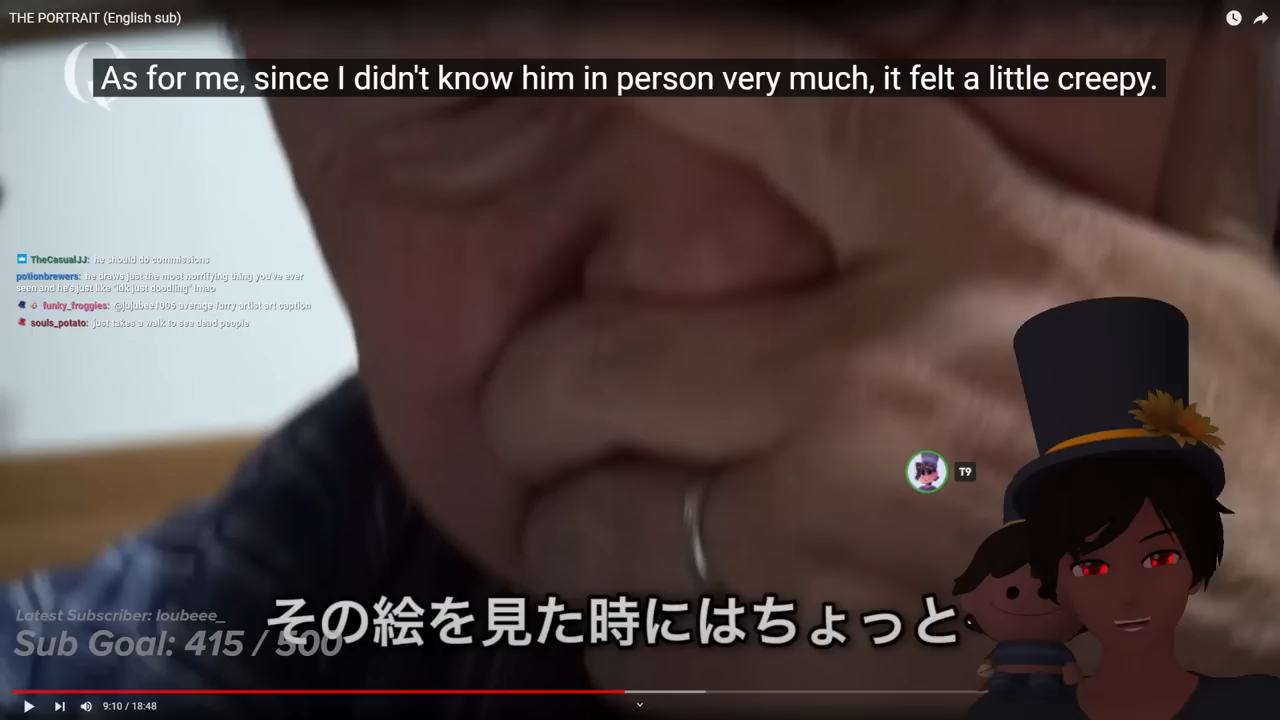 THE PORTRAIT (English sub)
Q
As for me, since I didn't know him in person very much, it felt a little creepy.
TheCasualJJ: he should do commissions
potionbrewers: he draws just the most horrifying thing you've ever
seen and he's just like "idk just doodling" lmao
funky_froggies: @jujubee1006 average furry artist art caption
souls_potato: just takes a walk to see dead people
T9
Latest Subscriber: loubeee_
Sub Goal: 415 / 500
その絵を見た時にはちょっと
9:10 / 18:48